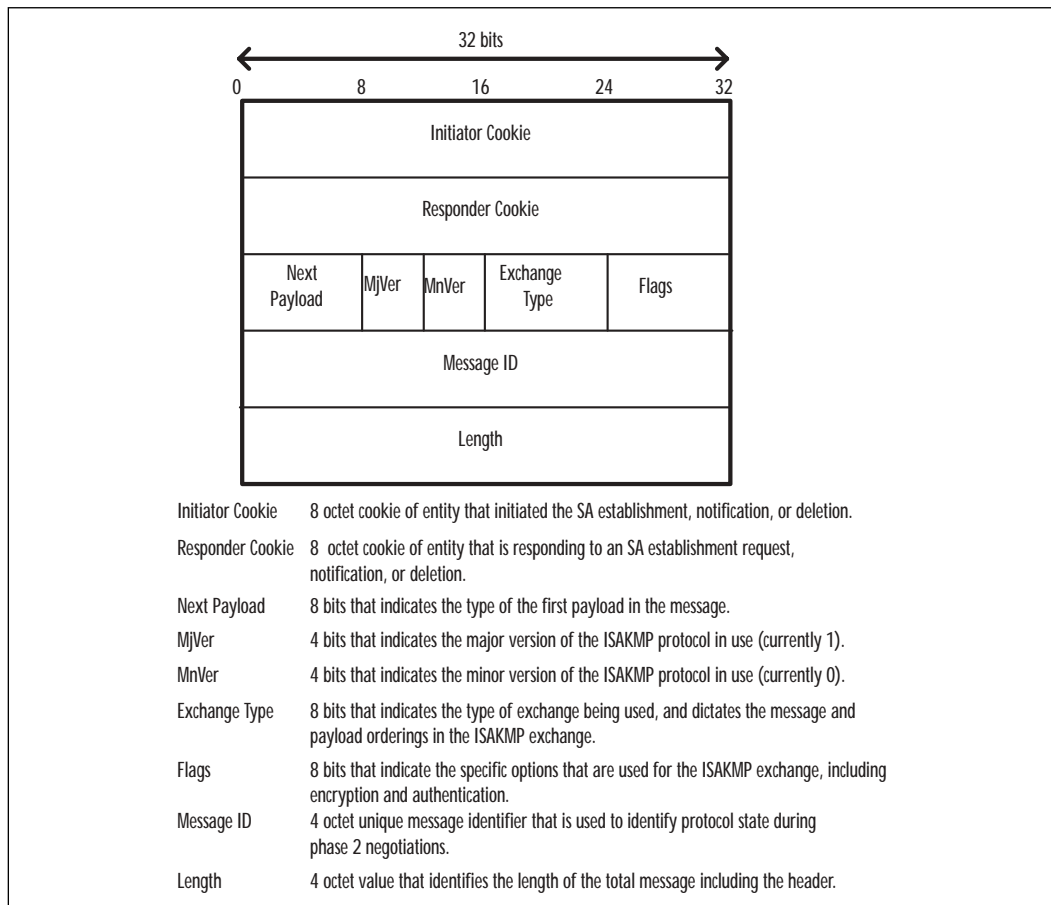 32 bits
0 8 16 24 32
Initiator Cookie
Responder Cookie
Next
Payload
MjVer
MnVer
Exchange
Type
Flags
Message ID
Length
Initiator Cookie 8 octet cookie of entity that initiated the SA establishment, notification, or deletion.
Responder Cookie 8 octet cookie of entity that is responding to an SA establishment request,
notification, or deletion.
Next Payload 8 bits that indicates the type of the first payload in the message.
MjVer 4 bits that indicates the major version of the ISAKMP protocol in use (currently 1).
MnVer 4 bits that indicates the minor version of the ISAKMP protocol in use (currently 0).
Exchange Type 8 bits that indicates the type of exchange being used, and dictates the message and
payload orderings in the ISAKMP exchange.
Flags 8 bits that indicate the specific options that are used for the ISAKMP exchange, including
encryption and authentication.
Message ID 4 octet unique message identifier that is used to identify protocol state during
phase 2 negotiations.
Length 4 octet value that identifies the length of the total message including the header.